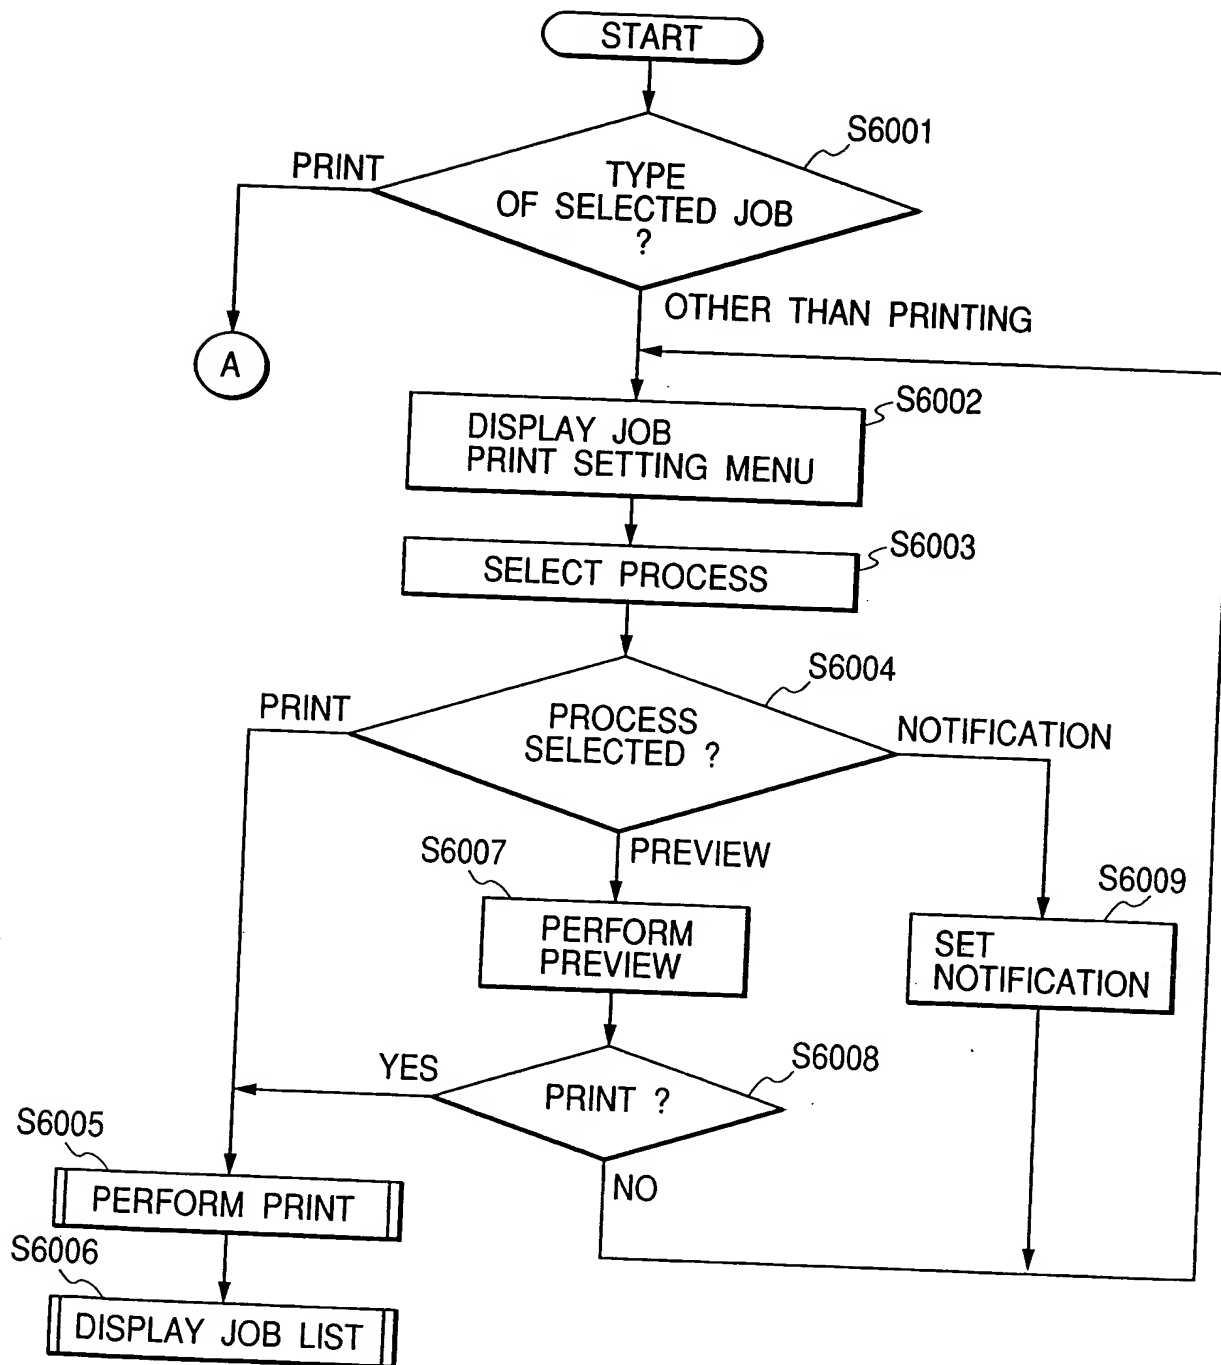 START
S6001
PRINT
TYPE
OF SELECTED JOB
?
OTHER THAN PRINTING
A
S6002
DISPLAY JOB
PRINT SETTING MENU
S6003
SELECT PROCESS
S6004
PRINT
PROCESS
SELECTED ?
NOTIFICATION
PREVIEW
S6007
S6009
PERFORM
PREVIEW
SET
NOTIFICATION
YES
S6008
PRINT ?
S6005
NO
PERFORM PRINT
S6006
DISPLAY JOB LIST